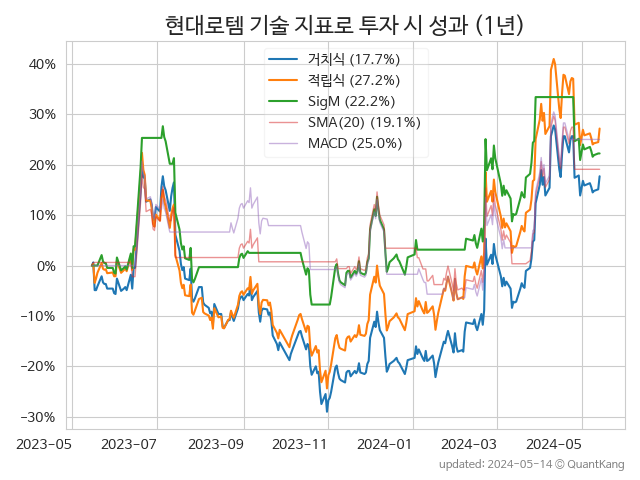 현대로템 기술 지표로 투자 시 성과 (1년)
거치식 (17.7%)
적립식 (27.2%)
SigM (22.2%)
SMA(20) (19.1%)
MACD (25.0%)
40%
30%
20%
10%
0%
−10%
−20%
−30%
2023-05 2023-07 2023-09 2023-11 2024-01 2024-03 2024-05
updated: 2024-05-14 © QuantKang